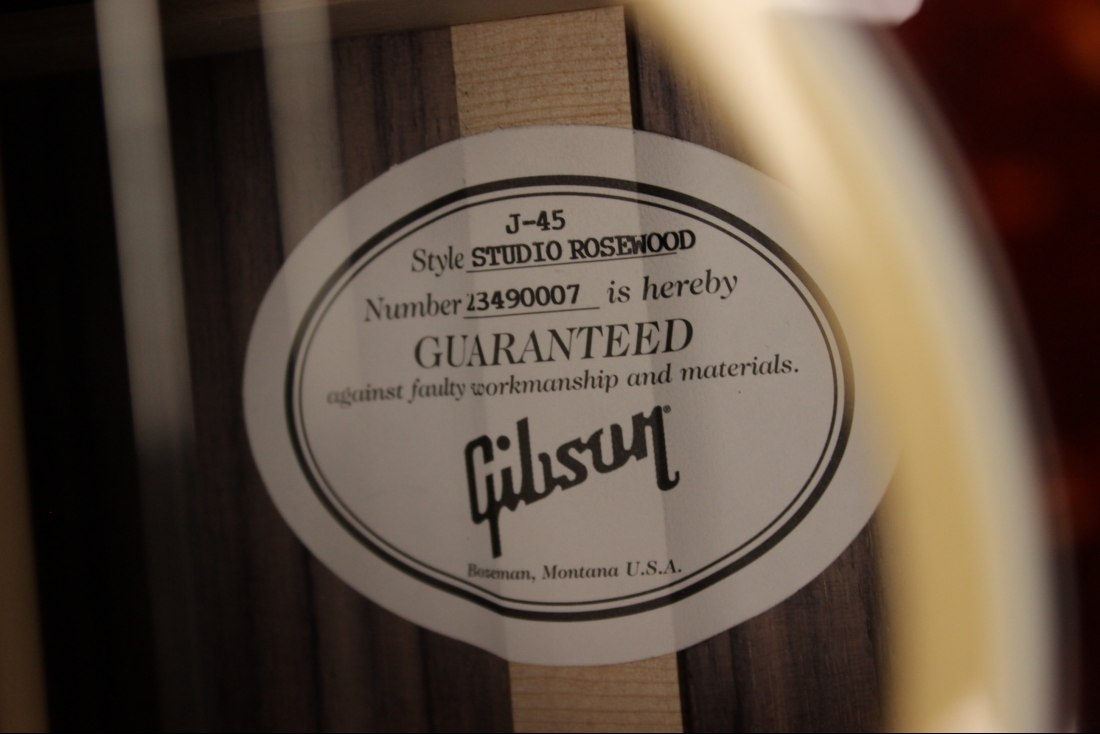 J-45
Style STUDIO ROSEWOOD
Number 23490007 is hereby
GUARANTEED
against faulty workmanship and materials.
Gibson®
Bozeman, Montana U.S.A.